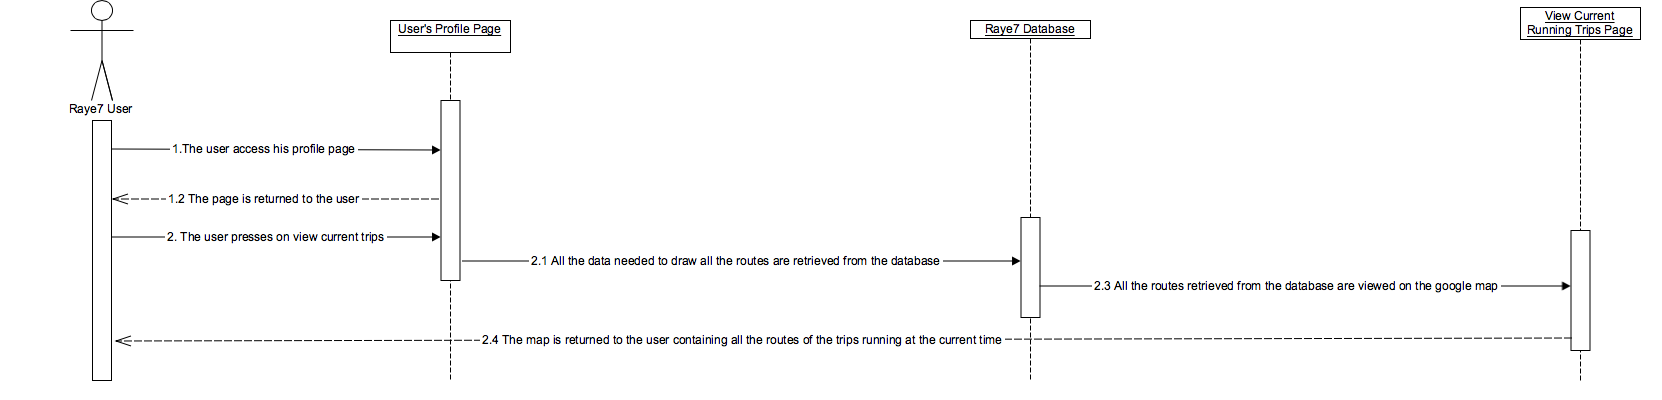 User's Profile Page
Raye7 Database
View Current
Running Trips Page
Raye7 User
1.The user access his profile page
1.2 The page is returned to the user
2. The user presses on view current trips
2.1 All the data needed to draw all the routes are retrieved from the database
2.3 All the routes retrieved from the database are viewed on the google map
2.4 The map is returned to the user containing all the routes of the trips running at the current time